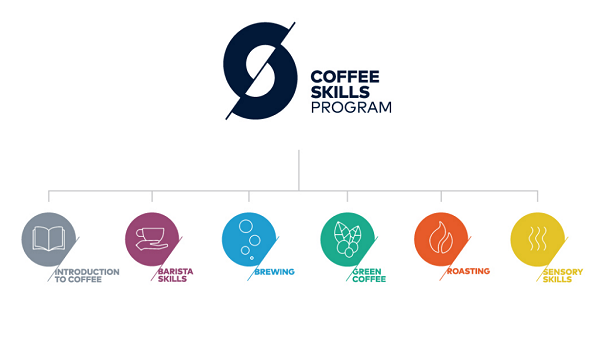 COFFEE
SKILLS
PROGRAM
INTRODUCTION
TO COFFEE
BARISTA
SKILLS
BREWING
GREEN
COFFEE
ROASTING
SENSORY
SKILLS